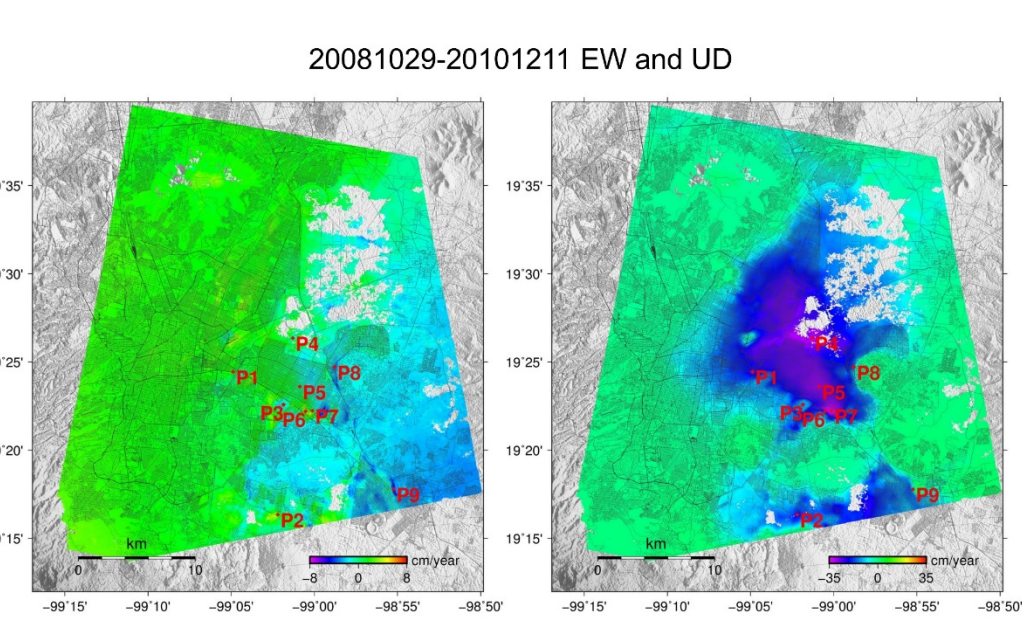 20081029-20101211 EW and UD
19˚35'
19˚35'
19˚30'
19˚30'
P4
P4
19˚25'
19˚25'
P1
P8
P1
P8
P5
P5
P3
P6
P7
P3
P6
P7
19˚20'
19˚20'
P9
P9
P2
P2
19˚15'
19˚15'
km
km
0 10
−8 0 8 cm/year
0 10
−35 0 35 cm/year
−99˚15' −99˚10' −99˚05' −99˚00' −98˚55' −98˚50'
−99˚15' −99˚10' −99˚05' −99˚00' −98˚55' −98˚50'